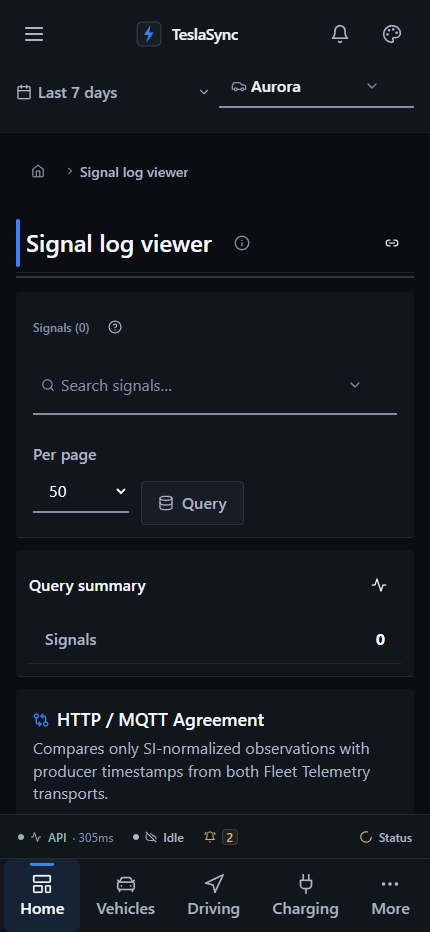 TeslaSync
Last 7 days
Aurora
Signal log viewer
Signal log viewer
Signals (0)
Search signals...
Per page
50
Query
Query summary
Signals 0
HTTP / MQTT Agreement
Compares only SI-normalized observations with
producer timestamps from both Fleet Telemetry
transports.
API · 305ms Idle 2 Status
Home Vehicles Driving Charging More